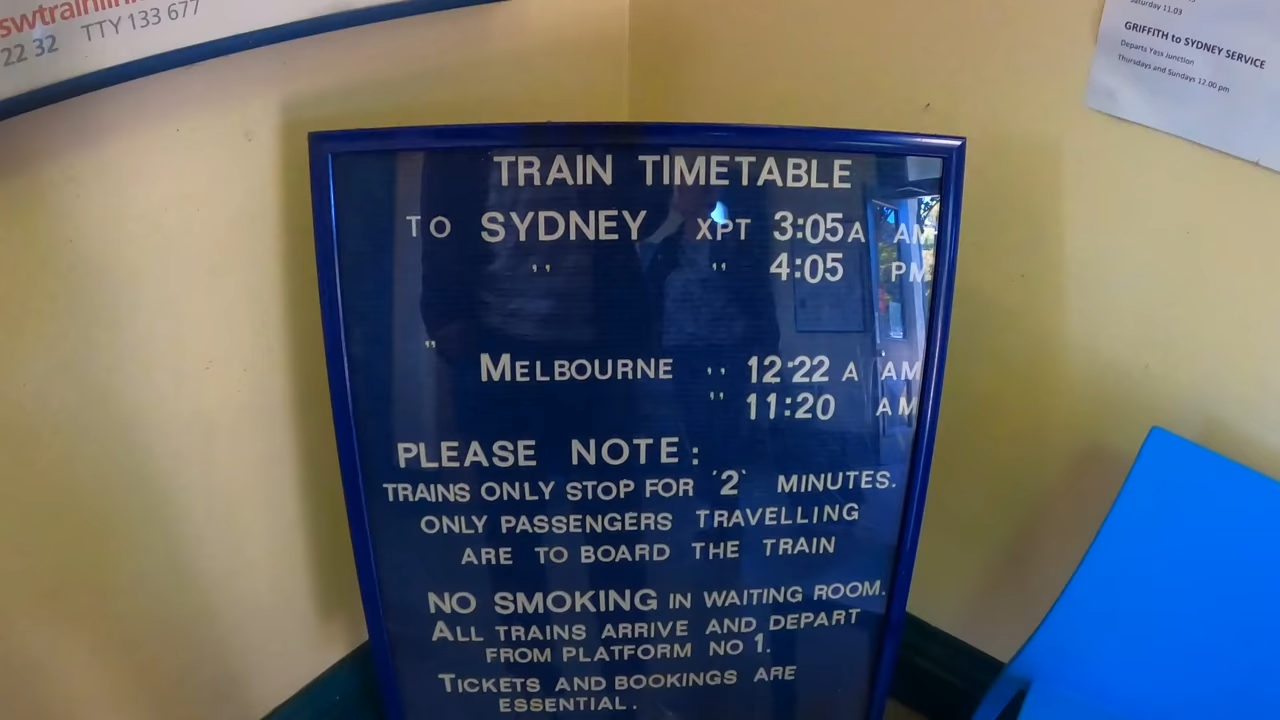 22 32 TTY 133 677
Saturday 11.03
GRIFFITH to SYDNEY SERVICE
Departs Yass Junction
Thursdays and Sundays 12.00 pm
TRAIN TIMETABLE
TO SYDNEY XPT 3:05 A AM
" " 4:05 PM
" MELBOURNE " 12:22 A AM
" 11:20 AM
PLEASE NOTE:
TRAINS ONLY STOP FOR '2' MINUTES.
ONLY PASSENGERS TRAVELLING
ARE TO BOARD THE TRAIN
NO SMOKING IN WAITING ROOM.
ALL TRAINS ARRIVE AND DEPART
FROM PLATFORM NO 1.
TICKETS AND BOOKINGS ARE
ESSENTIAL.